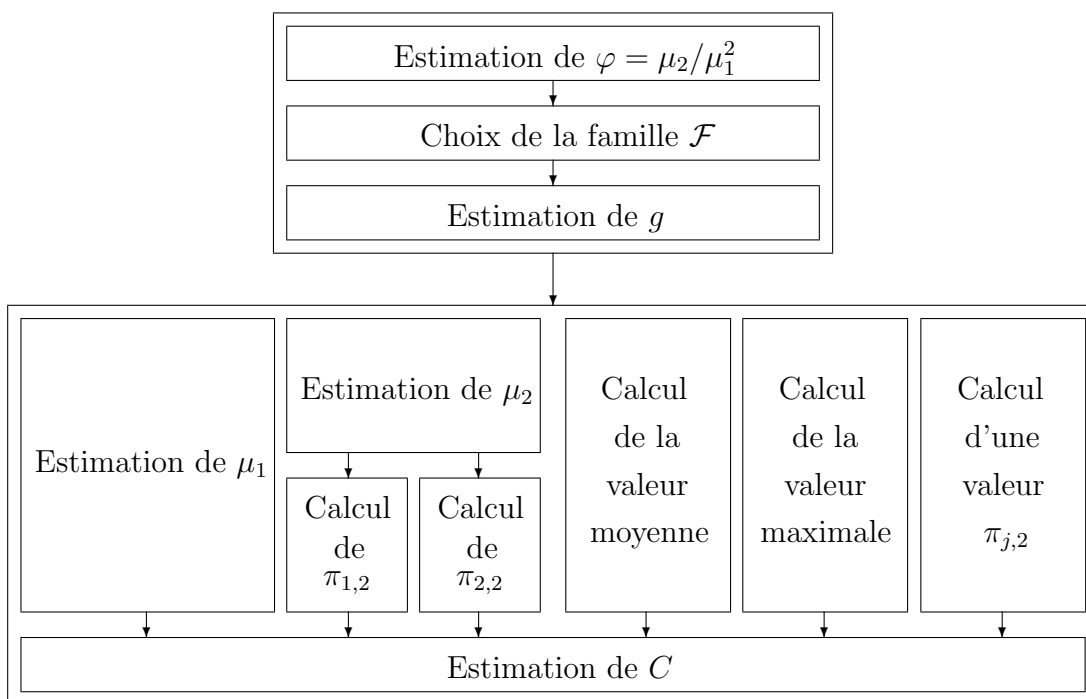 Estimation de φ = μ₂/μ₁²
Choix de la famille ℱ
Estimation de g
Estimation de μ₁
Estimation de μ₂
Calcul
de
π₁,₂
Calcul
de
π₂,₂
Calcul
de la
valeur
moyenne
Calcul
de la
valeur
maximale
Calcul
d'une
valeur
πⱼ,₂
Estimation de C